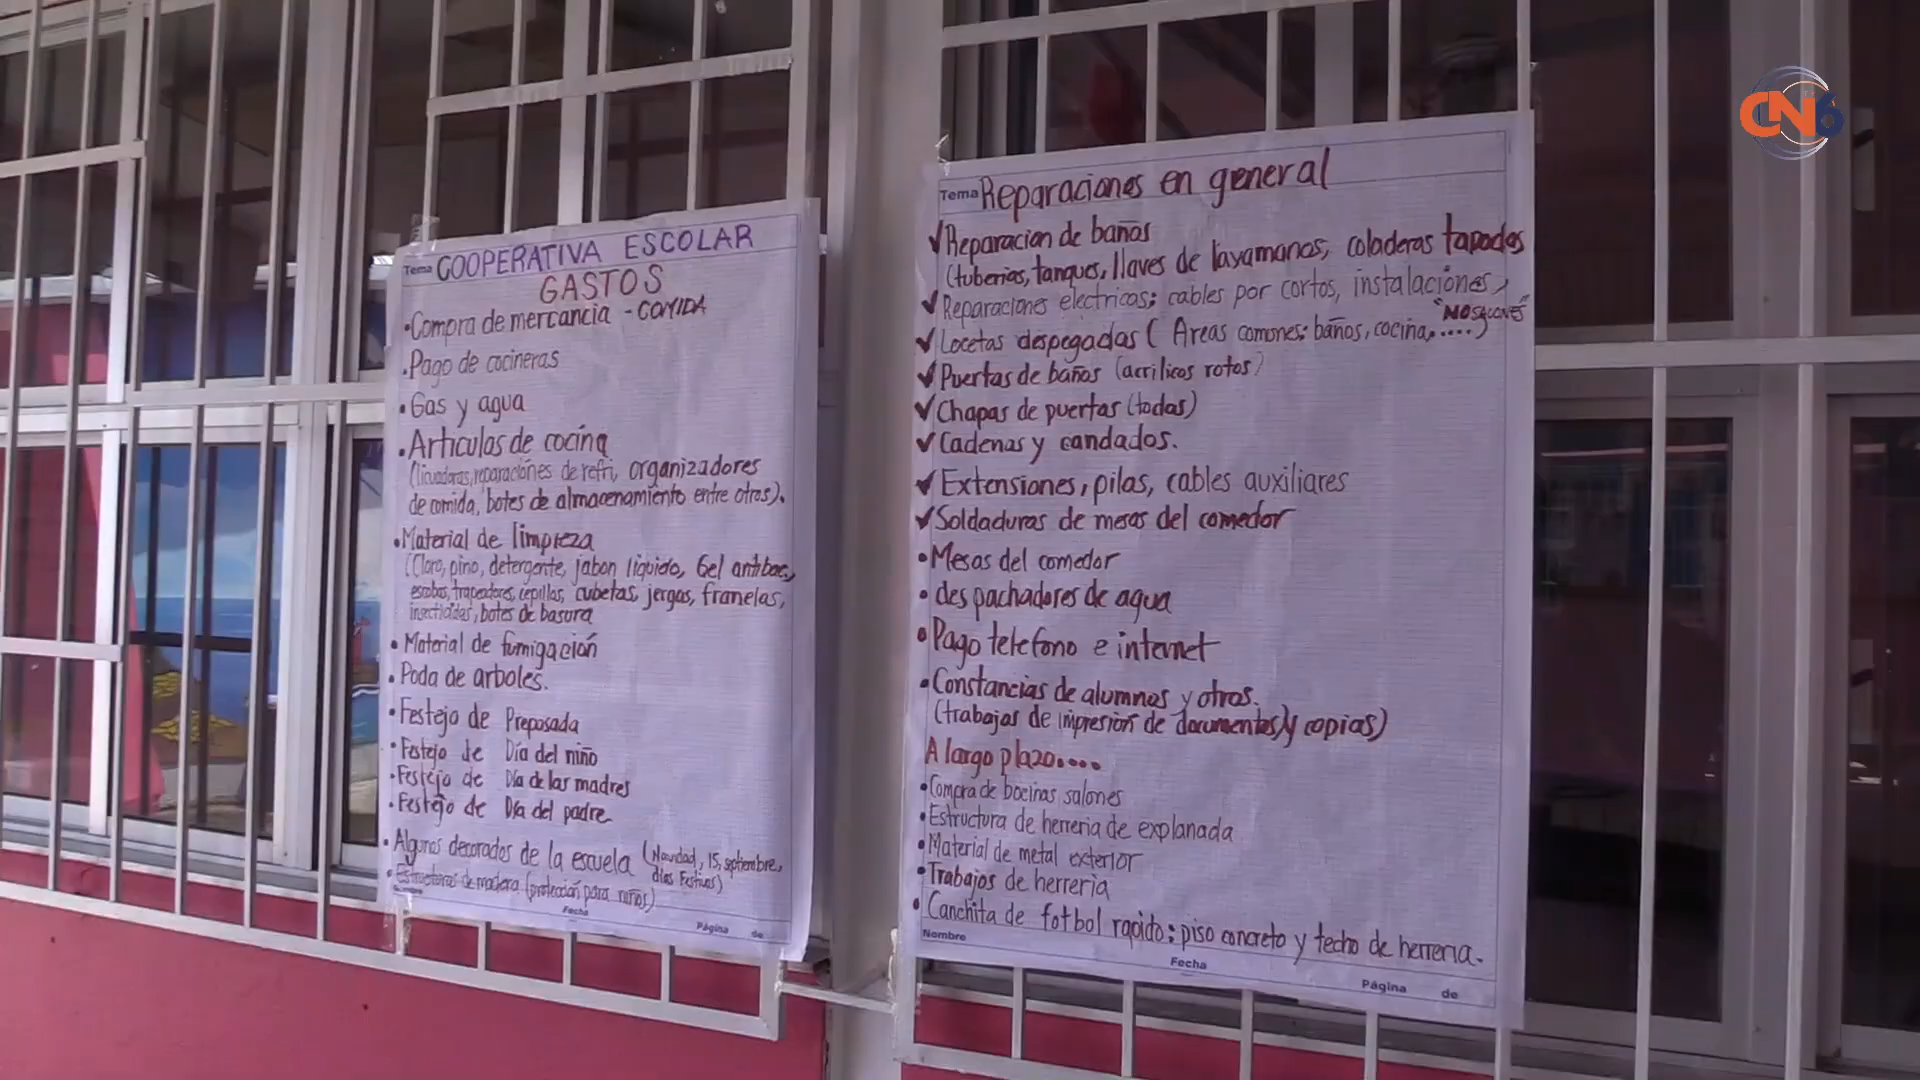 CN6
Tema COOPERATIVA ESCOLAR
GASTOS
•Compra de mercancia - COMIDA
•Pago de cocineras
•Gas y agua
•Articulos de cocina
(licuadoras, reparaciones de refri, organizadores
de comida, botes de almacenamiento entre otros).
•Material de limpieza
(Cloro, pino, detergente, jabon liquido, Gel antibac.,
escobas, trapeadores, cepillos, cubetas, jergas, franelas,
insecticidas, botes de basura
•Material de fumigación
•Poda de arboles.
•Festejo de Preposada
•Festejo de Día del niño
•Festejo de Día de las madres
•Festejo de Día del padre
•Algunos decorados de la escuela (Navidad, 15, septiembre,
días Festivos)
•Estructuras de madera (protección para niños)
Nombre
Fecha
Página de
Tema Reparaciones en general
✓Reparacion de baños
(tuberias, tanques, llaves de lavamanos, coladeras tapadas
✓Reparaciones electricas: cables por cortos, instalaciónes,
✓Locetas despegadas (Areas comones: baños, cocina,....) "NO SALONES"
✓Puertas de baños (acrilicos rotos)
✓Chapas de puertas (todas)
✓Cadenas y candados.
✓Extensiones, pilas, cables auxiliares
✓Soldaduras de mesas del comedor
•Mesas del comedor
•despachadores de agua
•Pago telefono e internet
•Constancias de alumnos y otros.
(trabajos de impresion de documentos) y copias)
A largo plazo....
•Compra de bocinas salones
•Estructura de herreria de explanada
•Material de metal exterior
•Trabajos de herreria
•Canchita de fotbol rapido: piso concreto y techo de herreria.
Nombre
Fecha
Página de